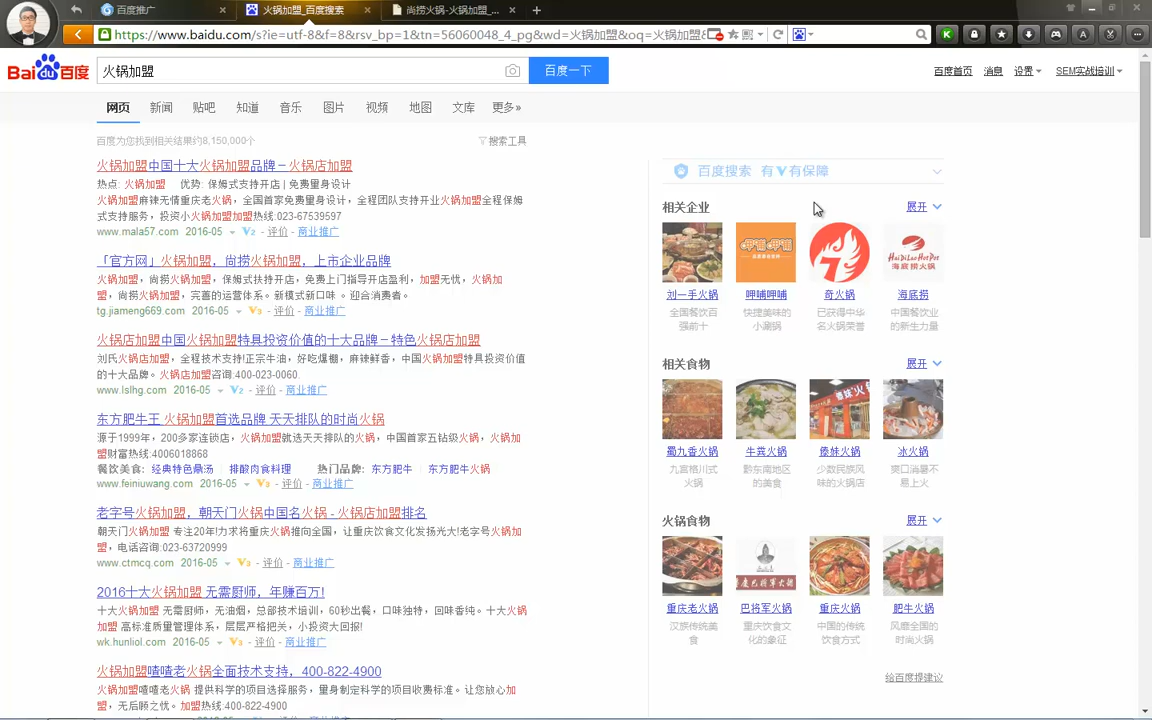 百度推广
火锅加盟_百度搜索
尚捞火锅-火锅加盟_...
https://www.baidu.com/s?ie=utf-8&f=8&rsv_bp=1&tn=56060048_4_pg&wd=火锅加盟&oq=火锅加盟&
Bai du 百度
火锅加盟
百度一下
百度首页 消息 设置 SEM实战培训
网页 新闻 贴吧 知道 音乐 图片 视频 地图 文库 更多»
百度为您找到相关结果约8,150,000个
搜索工具
火锅加盟中国十大火锅加盟品牌－火锅店加盟
热点: 火锅加盟 优势: 保姆式支持开店 | 免费量身设计
火锅加盟麻辣无情重庆老火锅，全国首家免费量身设计，全程团队支持开业火锅加盟全程保姆
式支持服务，投资小火锅加盟加盟热线:023-67539597
www.mala57.com 2016-05 V2 - 评价 - 商业推广
「官方网」火锅加盟，尚捞火锅加盟，上市企业品牌
火锅加盟，尚捞火锅加盟，保姆式扶持开店，免费上门指导开店盈利，加盟无忧，火锅加
盟，尚捞火锅加盟，完善的运营体系。新模式新口味 。迎合消费者。
tg.jiameng669.com 2016-05 V3 - 评价 - 商业推广
火锅店加盟中国火锅加盟特具投资价值的十大品牌－特色火锅店加盟
刘氏火锅店加盟，全程技术支持!正宗牛油，好吃爆棚，麻辣鲜香，中国火锅加盟特具投资价值
的十大品牌。火锅店加盟咨询:400-023-0060.
www.lslhg.com 2016-05 V2 - 评价 - 商业推广
东方肥牛王 火锅加盟首选品牌 天天排队的时尚火锅
源于1999年，200多家连锁店，火锅加盟就选天天排队的火锅，中国首家五钻级火锅，火锅加
盟财富热线:4006018868
餐饮美食: 经典特色鼎汤 排酸肉食料理 热门品牌: 东方肥牛 东方肥牛火锅
www.feiniuwang.com 2016-05 V3 - 评价 - 商业推广
老字号火锅加盟，朝天门火锅中国名火锅 - 火锅店加盟排名
朝天门火锅加盟 专注20年!力求将重庆火锅推向全国，让重庆饮食文化发扬光大!老字号火锅加
盟，电话咨询:023-63720999
www.ctmcq.com 2016-05 V3 - 评价 - 商业推广
2016十大火锅加盟 无需厨师，年赚百万!
十大火锅加盟 无需厨师，无油烟，总部技术培训，60秒出餐，口味独特，回味香纯。十大火锅
加盟 高标准质量管理体系，层层严格把关，小投资大回报!
wk.hunliol.com 2016-05 V3 - 评价 - 商业推广
火锅加盟喳喳老火锅全面技术支持，400-822-4900
火锅加盟喳喳老火锅 提供科学的项目选择服务，量身制定科学的项目收费标准。让您放心加
盟，无后顾之忧。加盟热线:400-822-4900
百度搜索 有V有保障
相关企业 展开
刘一手火锅 呷哺呷哺 奇火锅 海底捞
全国餐饮百 快捷美味的 已获得中华 中国餐饮业
强前十 小涮锅 名火锅荣誉 的新生力量
相关食物 展开
蜀九香火锅 牛瘪火锅 傣妹火锅 冰火锅
九宫格川式 黔东南地区 少数民族风 爽口消暑不
火锅 的美食 味的火锅店 易上火
火锅食物 展开
重庆老火锅 巴将军火锅 重庆火锅 肥牛火锅
汉族传统美 重庆饮食文 中国的传统 风靡全国的
食 化的象征 饮食方式 时尚火锅
给百度提建议